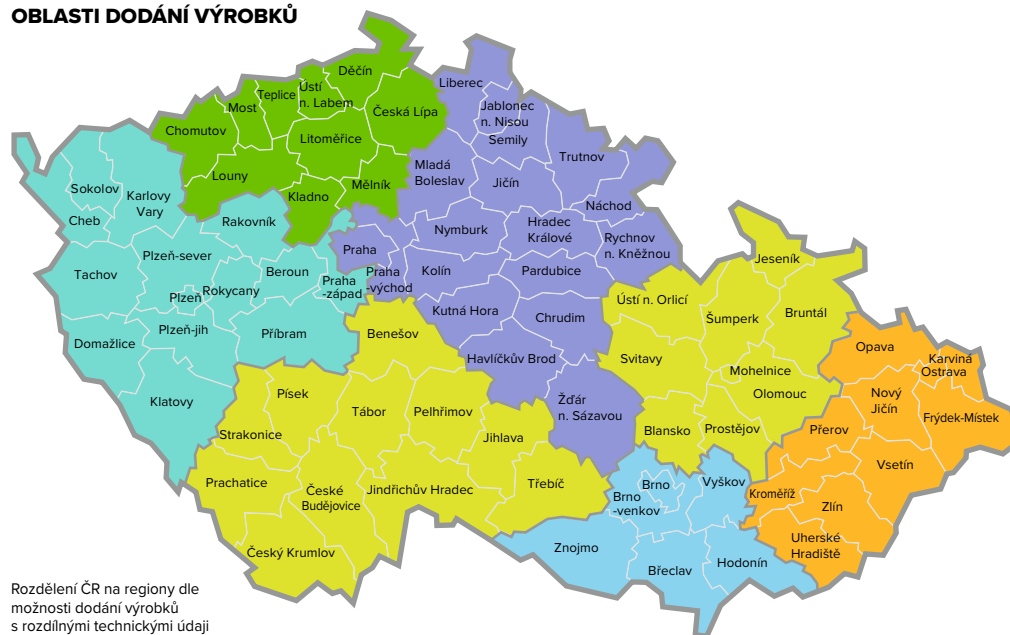 OBLASTI DODÁNÍ VÝROBKŮ
Děčín
Liberec
Ústí
n. Labem
Teplice
Most
Česká Lípa
Jablonec
n. Nisou
Chomutov
Litoměřice
Semily
Trutnov
Mladá
Boleslav
Louny
Mělník
Jičín
Sokolov
Karlovy
Vary
Kladno
Náchod
Cheb
Rakovník
Nymburk
Hradec
Králové
Rychnov
n. Kněžnou
Praha
Plzeň-sever
Jeseník
Tachov
Beroun
Praha
-západ
Praha
-východ
Kolín
Pardubice
Plzeň
Rokycany
Ústí n. Orlicí
Kutná Hora
Chrudim
Šumperk
Bruntál
Plzeň-jih
Příbram
Benešov
Domažlice
Opava
Havlíčkův Brod
Svitavy
Karviná
Ostrava
Mohelnice
Písek
Olomouc
Nový
Jičín
Klatovy
Žďár
n. Sázavou
Tábor
Pelhřimov
Frýdek-Místek
Strakonice
Jihlava
Blansko
Prostějov
Přerov
Vsetín
Prachatice
Třebíč
Brno
Vyškov
České
Budějovice
Jindřichův Hradec
Brno
-venkov
Kroměříž
Zlín
Uherské
Hradiště
Český Krumlov
Znojmo
Břeclav
Hodonín
Rozdělení ČR na regiony dle
možnosti dodání výrobků
s rozdílnými technickými údaji